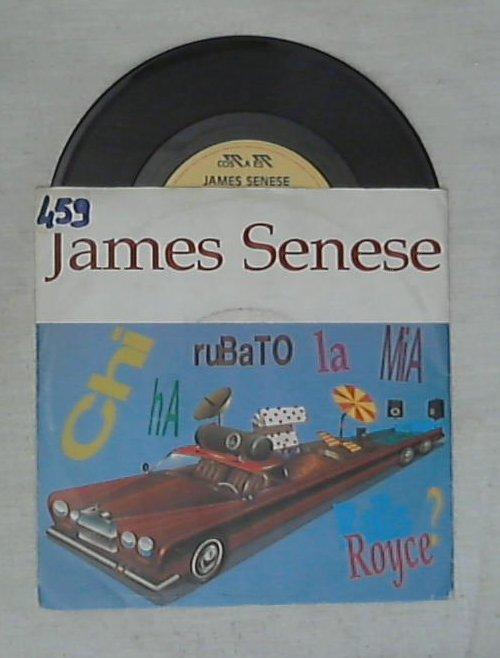 JAMES SENESE
459
James Senese
Chi
hA
ruBaTO la MiA
Royce?